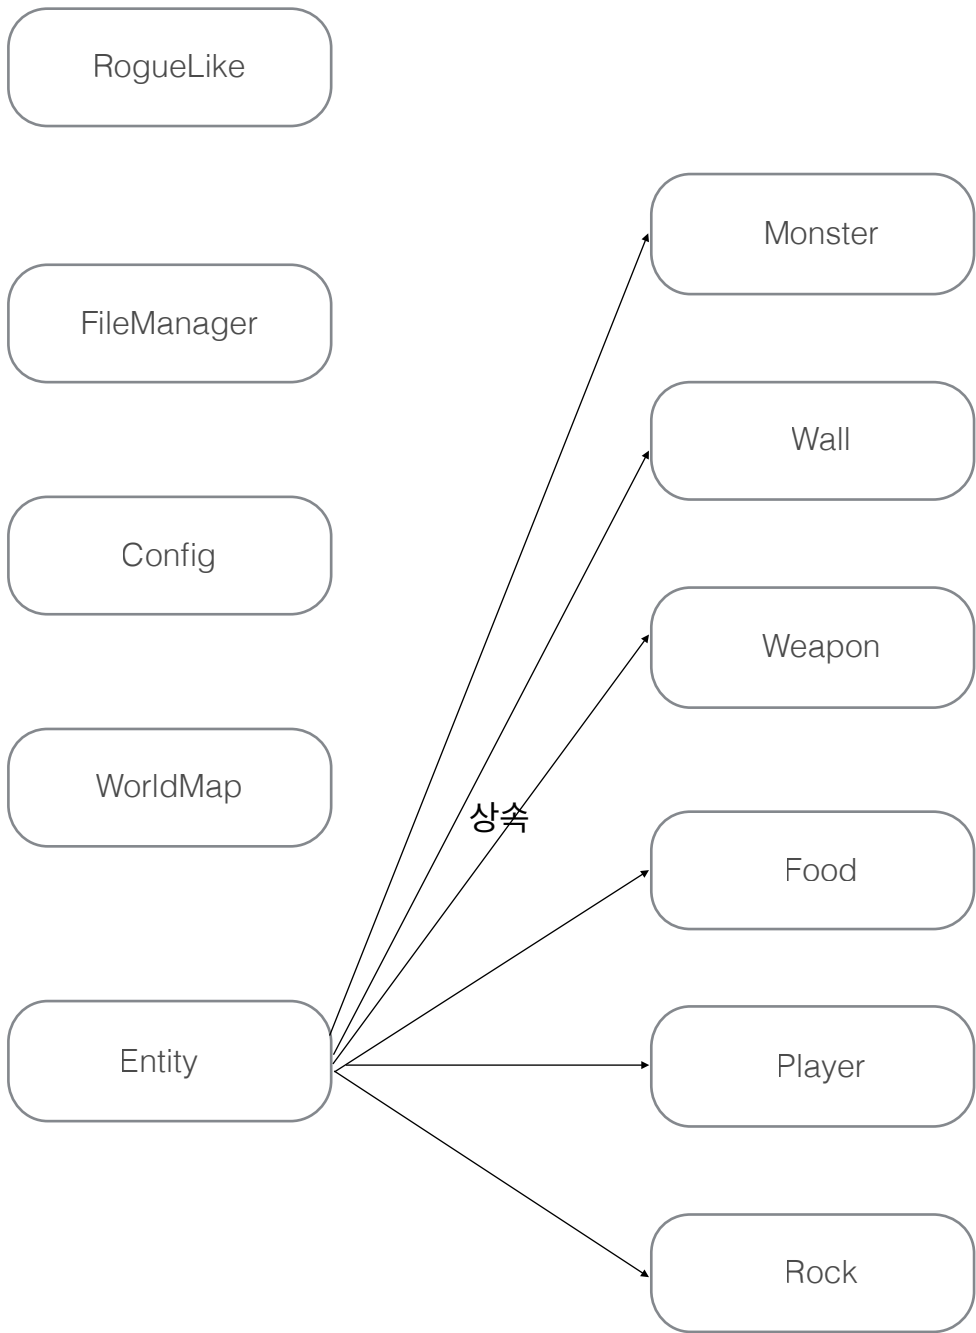 RogueLike
Monster
FileManager
Wall
Config
Weapon
WorldMap
상속
Food
Entity
Player
Rock